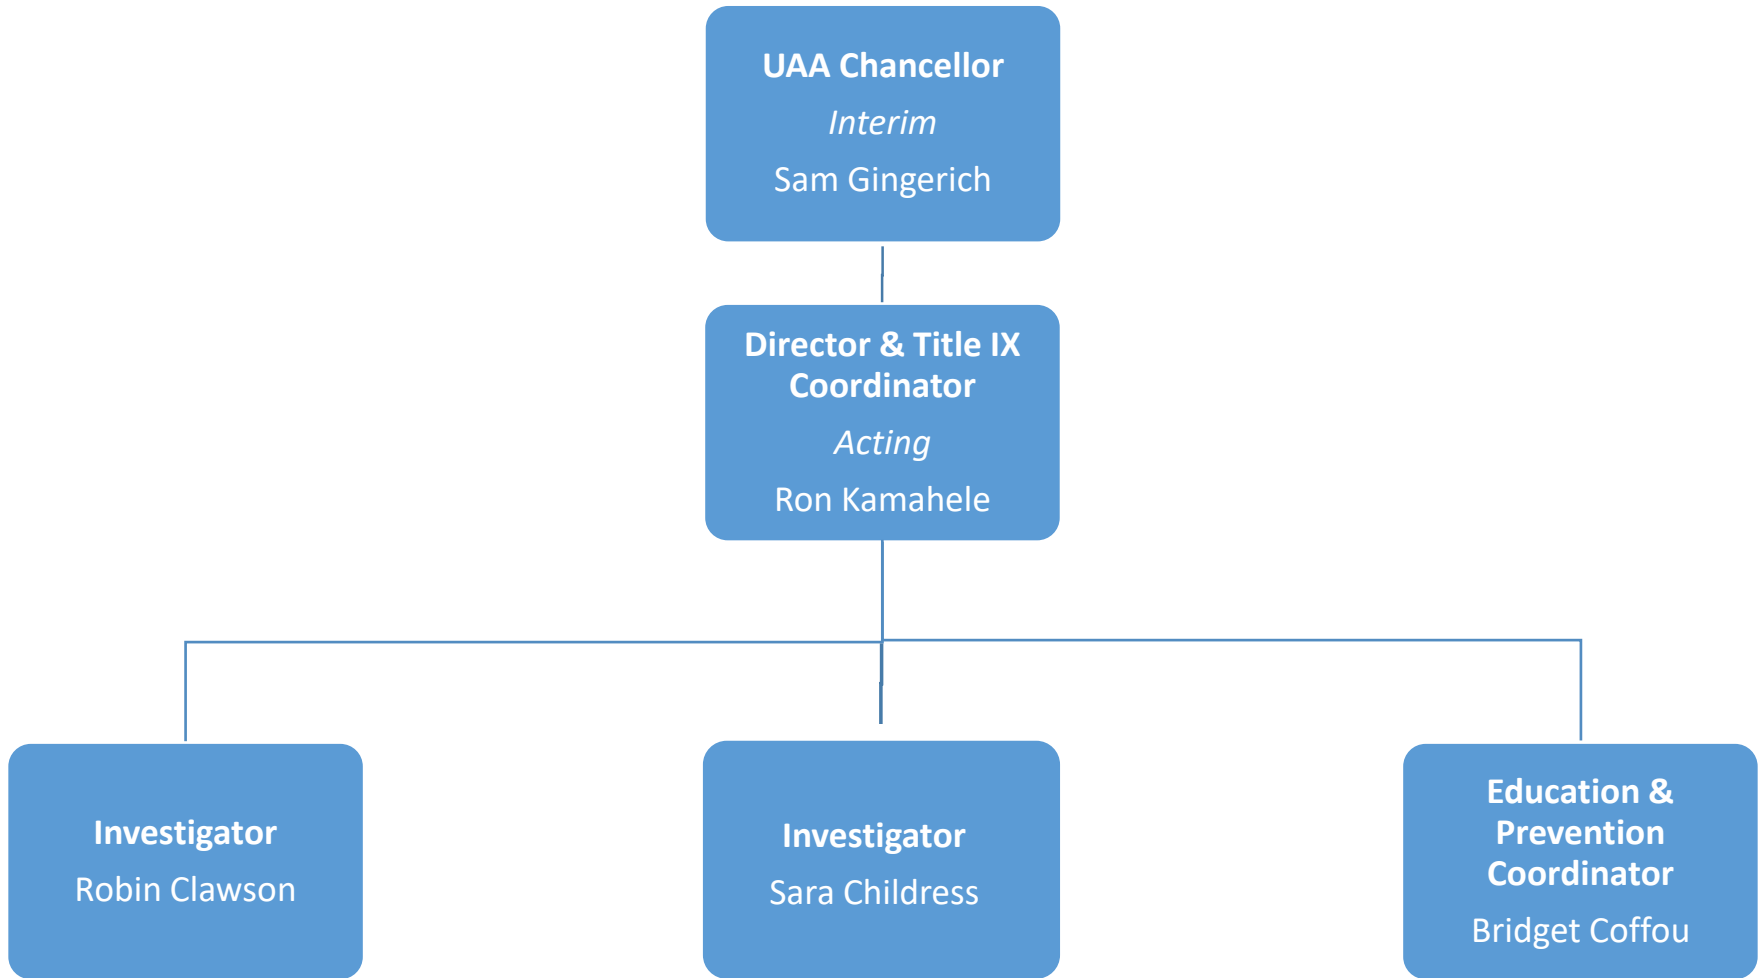 UAA Chancellor
Interim
Sam Gingerich
Director & Title IX
Coordinator
Acting
Ron Kamahele
Investigator
Robin Clawson
Investigator
Sara Childress
Education &
Prevention
Coordinator
Bridget Coffou